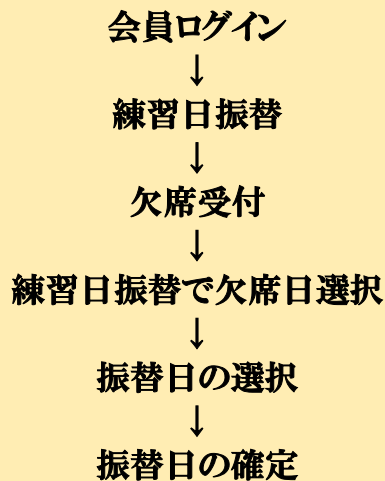 会員ログイン
↓
練習日振替
↓
欠席受付
↓
練習日振替で欠席日選択
↓
振替日の選択
↓
振替日の確定